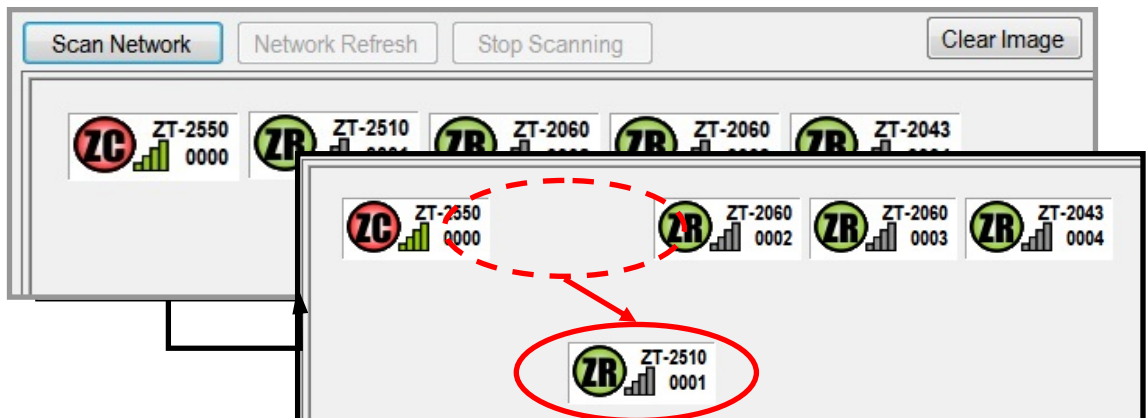 Scan Network Network Refresh Stop Scanning Clear Image
ZC ZT-2550 ZR ZT-2510 ZR ZT-2060 ZR ZT-2060 ZR ZT-2043
0000
ZC ZT-2550 ZR ZT-2060 ZR ZT-2060 ZR ZT-2043
0000 0002 0003 0004
ZR ZT-2510
0001